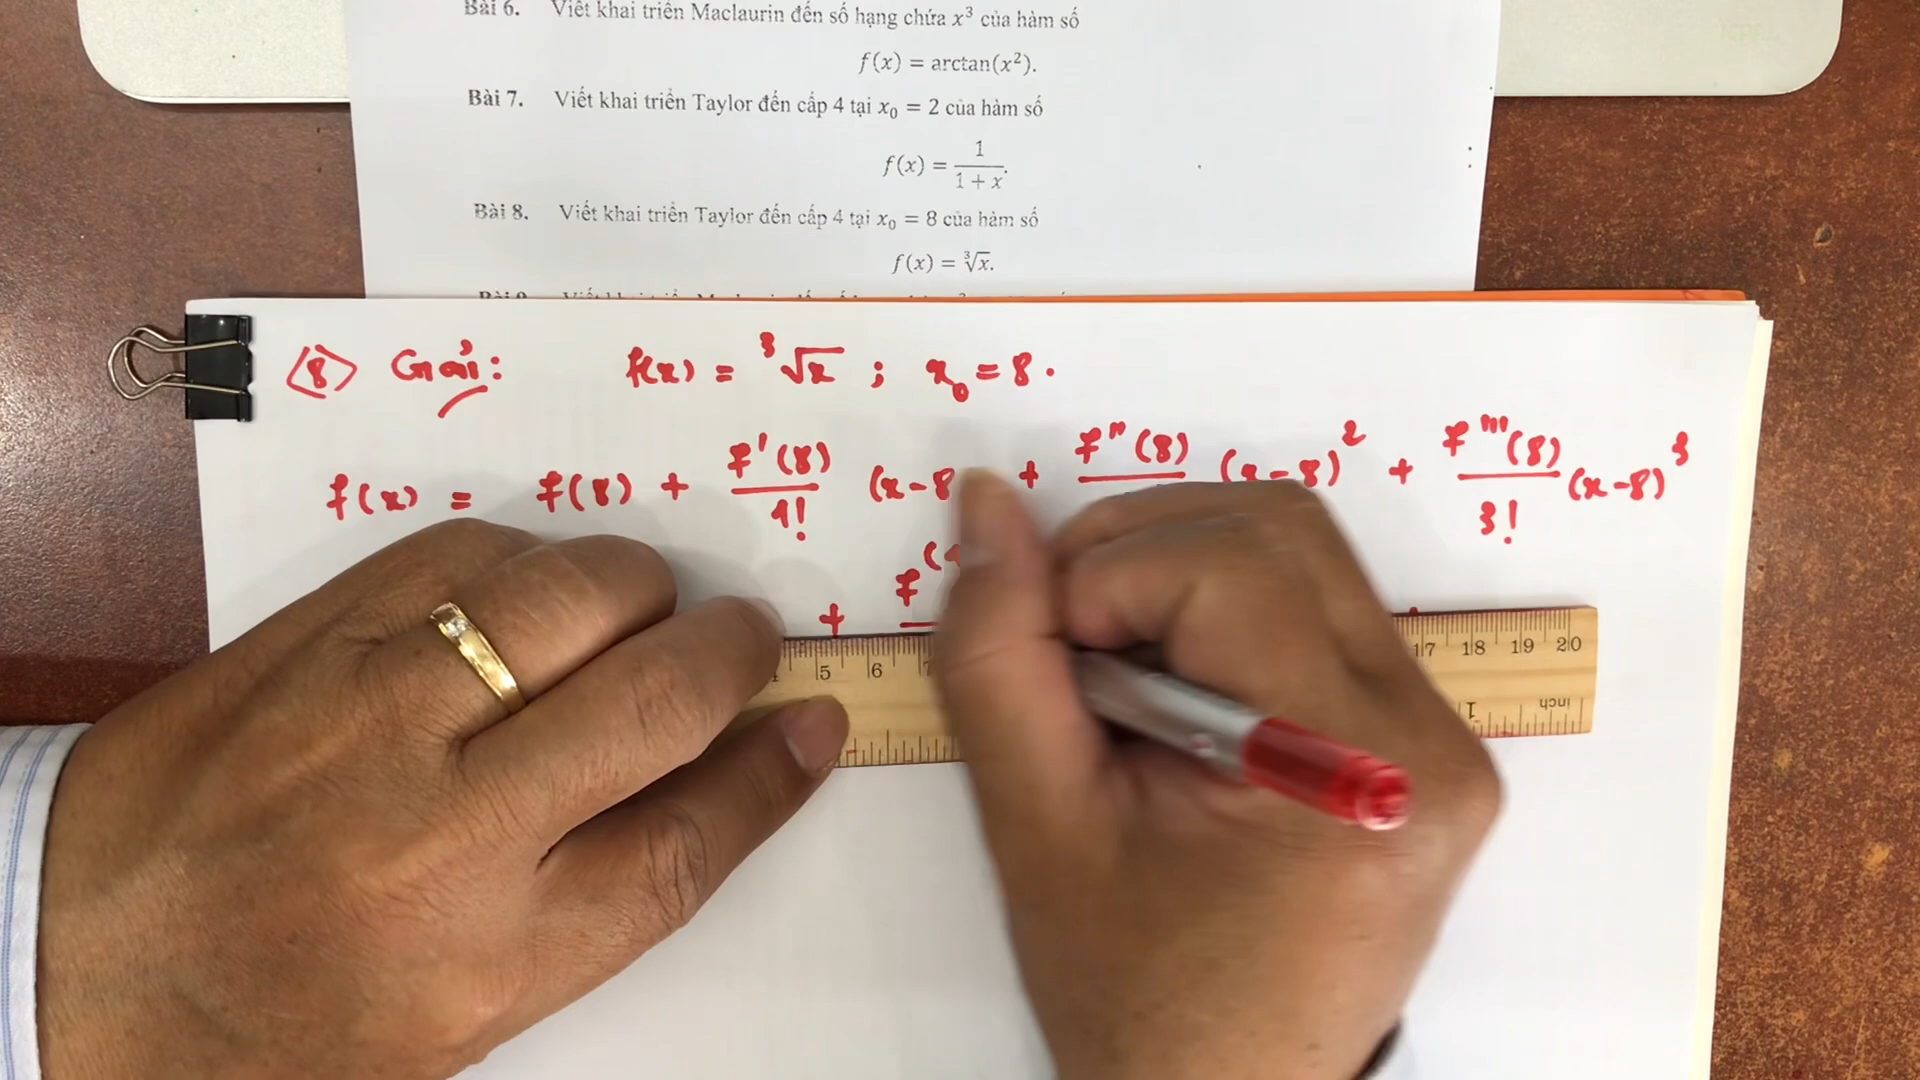 Bài 6. Viết khai triển Maclaurin đến số hạng chứa x³ của hàm số
f(x) = arctan(x²).
Bài 7. Viết khai triển Taylor đến cấp 4 tại x₀ = 2 của hàm số
f(x) = 1/(1 + x).
Bài 8. Viết khai triển Taylor đến cấp 4 tại x₀ = 8 của hàm số
f(x) = ∛x.
⟨8⟩ Giải: f(x) = ³√x ; x₀ = 8.
f(x) = f(8) + f'(8)/1! (x-8 + f''(8) (x-8)² + f'''(8)/3! (x-8)³
+ f
5 6 17 18 19 20
1 inch